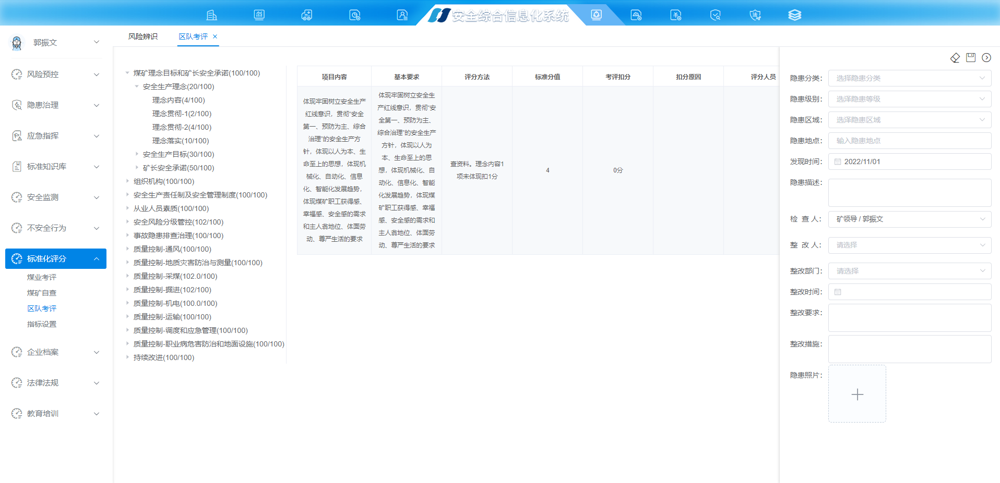 安全综合信息化系统
郭振文
风险预控
隐患治理
应急指挥
标准知识库
安全监测
不安全行为
标准化评分
煤业考评
煤矿自查
区队考评
指标设置
企业档案
法律法规
教育培训
风险辨识
区队考评
煤矿理念目标和矿长安全承诺(100/100)
安全生产理念(20/100)
理念内容(4/100)
理念贯彻-1(2/100)
理念贯彻-2(4/100)
理念落实(10/100)
安全生产目标(30/100)
矿长安全承诺(50/100)
组织机构(100/100)
安全生产责任制及安全管理制度(100/100)
从业人员素质(100/100)
安全风险分级管控(102/100)
事故隐患排查治理(100/100)
质量控制-通风(100/100)
质量控制-地质灾害防治与测量(100/100)
质量控制-采煤(102.0/100)
质量控制-掘进(102/100)
质量控制-机电(100.0/100)
质量控制-运输(100/100)
质量控制-调度和应急管理(100/100)
质量控制-职业病危害防治和地面设施(100/100)
持续改进(100/100)
项目内容 基本要求 评分方法 标准分值 考评扣分 扣分原因 评分人员
体现牢固树立安全生产
红线意识，贯彻“安全
第一、预防为主、综合
治理”的安全生产方
针，体现以人为本、生
命至上的思想，体现机
械化、自动化、信息
化、智能化发展趋势，
体现煤矿职工获得感、
幸福感、安全感的需求
和主人翁地位、体面劳
动、尊严生活的要求
体现牢固树立安全生
产红线意识，贯彻“安
全第一、预防为主、
综合治理”的安全生产
方针，体现以人为
本、生命至上的思
想，体现机械化、自
动化、信息化、智能
化发展趋势，体现煤
矿职工获得感、幸福
感、安全感的需求和
主人翁地位、体面劳
动、尊严生活的要求
查资料。理念内容1
项未体现扣1分
4
0分
隐患分类： 选择隐患分类
隐患级别： 选择隐患等级
隐患区域： 选择隐患区域
隐患地点： 输入隐患地点
发现时间： 2022/11/01
隐患描述：
检 查 人： 矿领导 / 郭振文
整 改 人： 请选择
整改部门： 请选择
整改时间：
整改要求：
整改措施：
隐患照片：